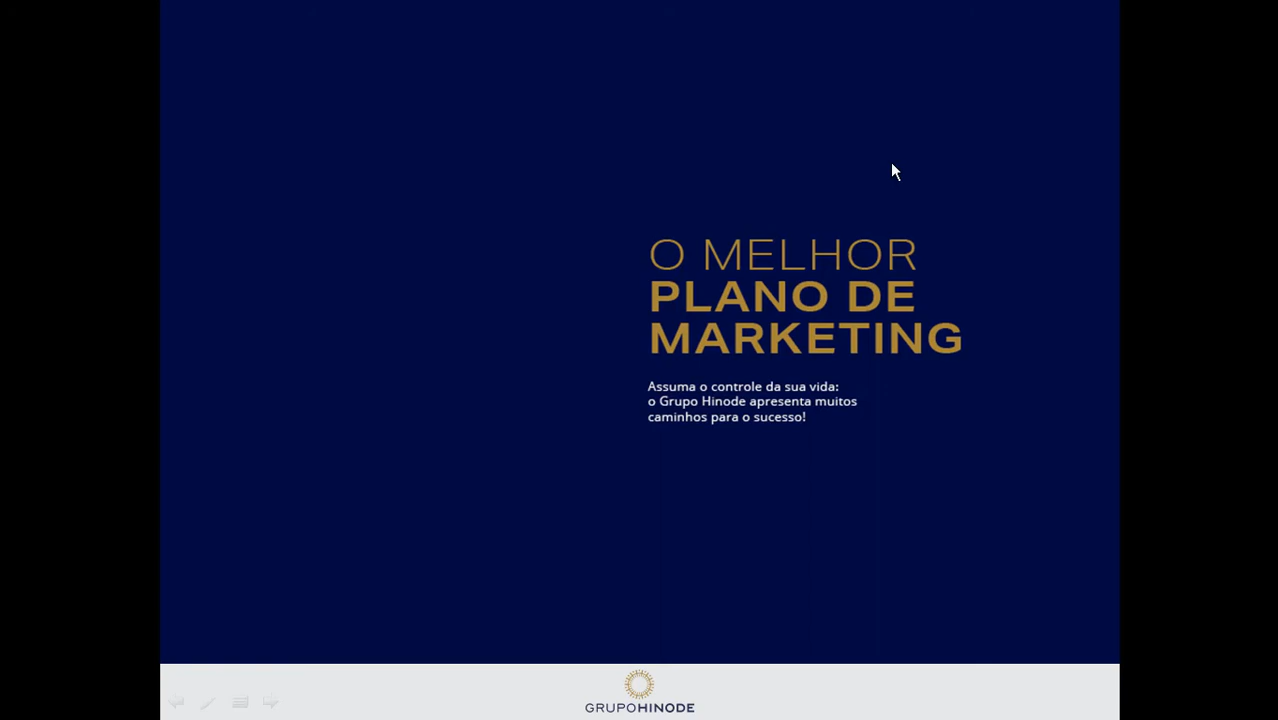 O MELHOR
PLANO DE
MARKETING
Assuma o controle da sua vida:
o Grupo Hinode apresenta muitos
caminhos para o sucesso!
GRUPOHINODE